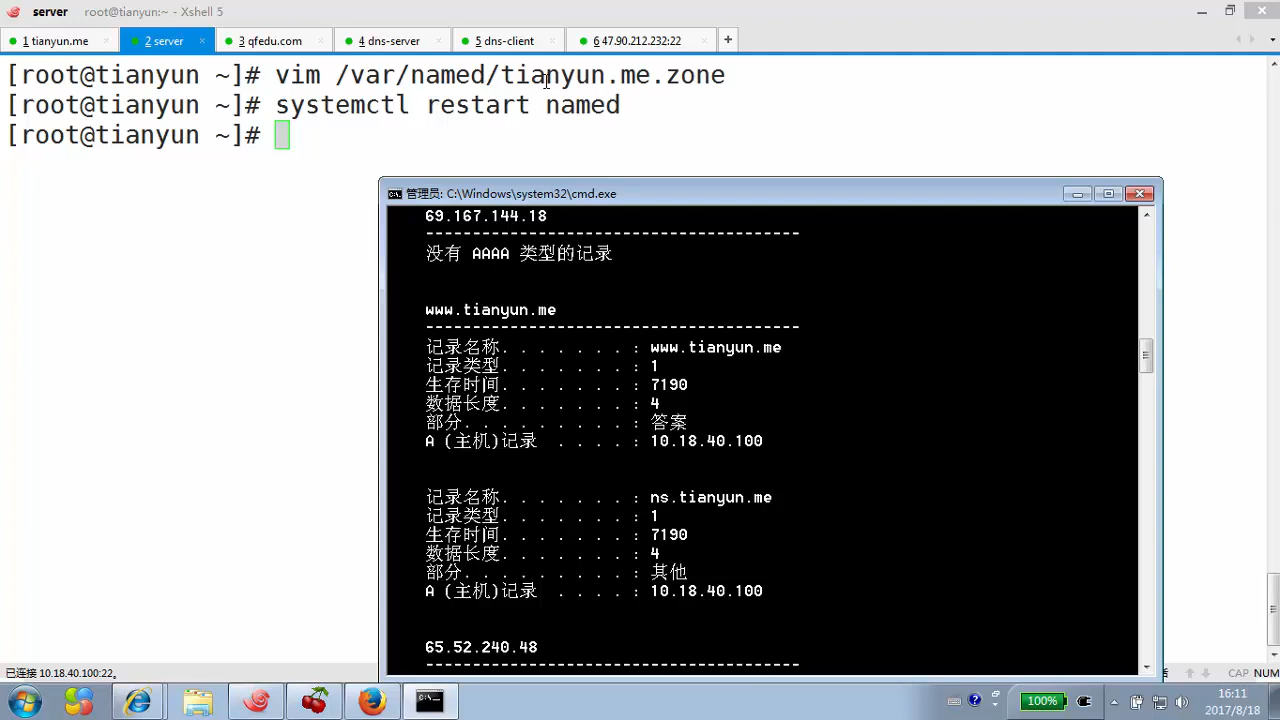 server root@tianyun:~ - Xshell 5
1 tianyun.me × 2 server × 3 qfedu.com × 4 dns-server × 5 dns-client × 6 47.90.212.232:22 × +
[root@tianyun ~]# vim /var/named/tianyun.me.zone
[root@tianyun ~]# systemctl restart named
[root@tianyun ~]#
管理员: C:\Windows\system32\cmd.exe
69.167.144.18
----------------------------------------
没有 AAAA 类型的记录
www.tianyun.me
----------------------------------------
记录名称. . . . . . . : www.tianyun.me
记录类型. . . . . . . : 1
生存时间. . . . . . . : 7190
数据长度. . . . . . . : 4
部分. . . . . . . . . : 答案
A (主机)记录 . . . . : 10.18.40.100
记录名称. . . . . . . : ns.tianyun.me
记录类型. . . . . . . : 1
生存时间. . . . . . . : 7190
数据长度. . . . . . . : 4
部分. . . . . . . . . : 其他
A (主机)记录 . . . . : 10.18.40.100
65.52.240.48
----------------------------------------
已连接 10.18.40.100:22。
CAP NUM
100%
16:11
2017/8/18